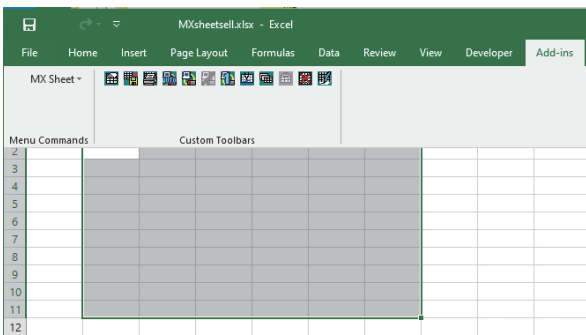 MXsheetsell.xlsx - Excel
File Home Insert Page Layout Formulas Data Review View Developer Add-ins
MX Sheet
Menu Commands Custom Toolbars
2
3
4
5
6
7
8
9
10
11
12